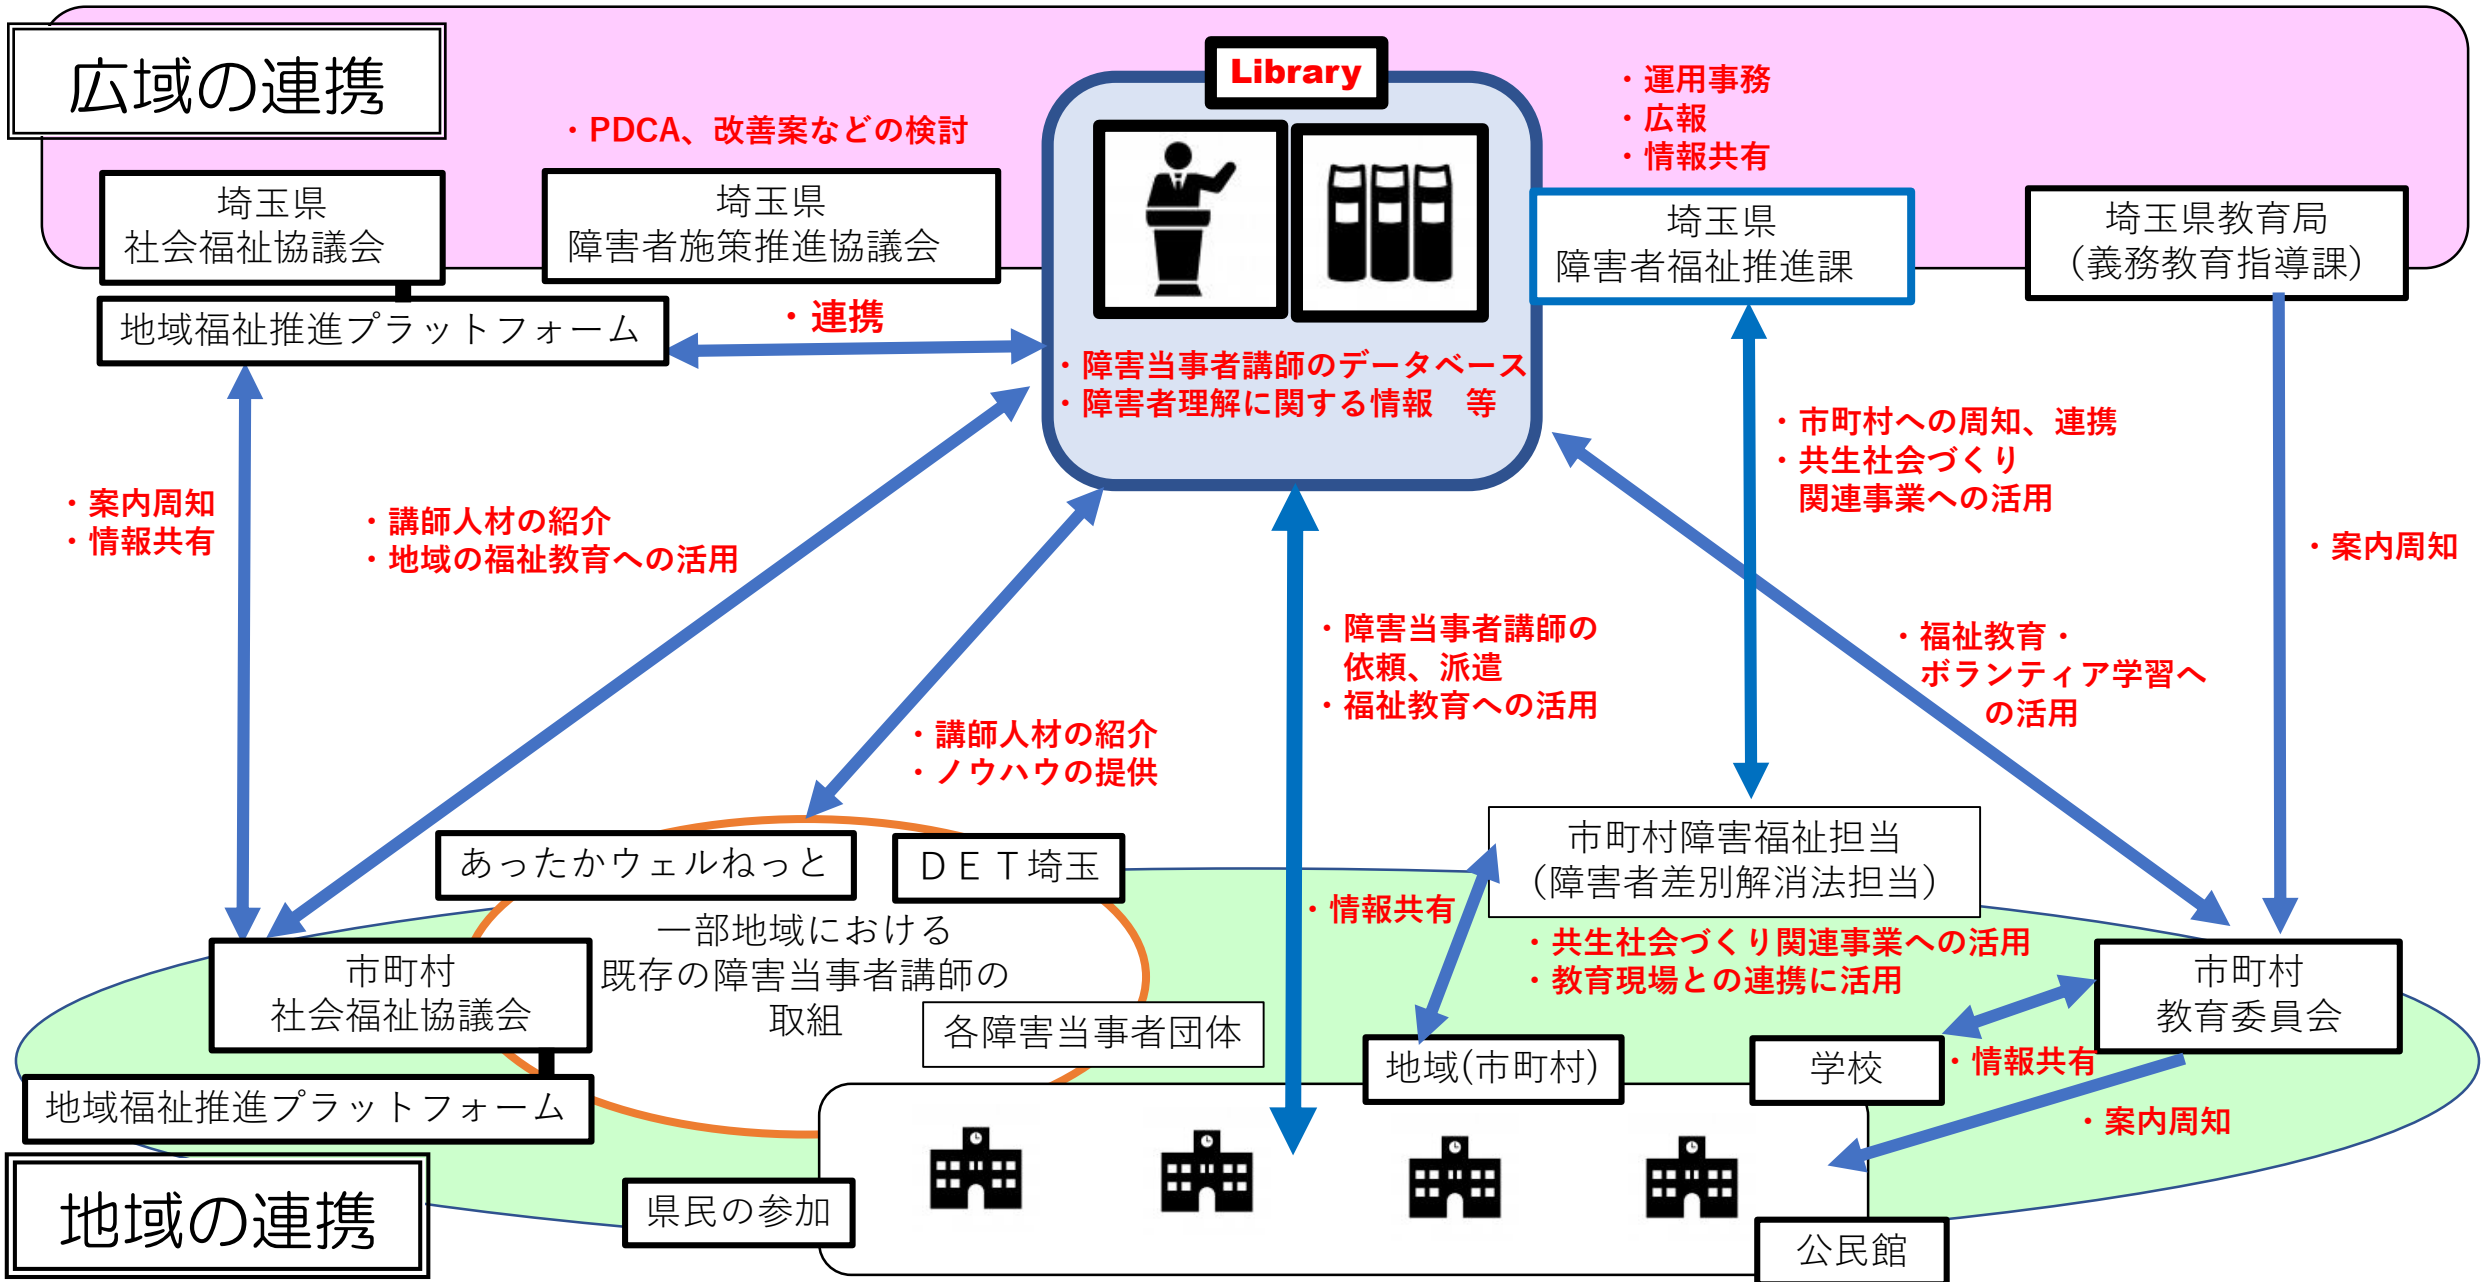 広域の連携
Library
・PDCA、改善案などの検討
・運用事務
・広報
・情報共有
埼玉県
社会福祉協議会
埼玉県
障害者施策推進協議会
埼玉県
障害者福祉推進課
埼玉県教育局
（義務教育指導課）
地域福祉推進プラットフォーム
・連携
・障害当事者講師のデータベース
・障害者理解に関する情報　等
・案内周知
・情報共有
・講師人材の紹介
・地域の福祉教育への活用
・市町村への周知、連携
・共生社会づくり
関連事業への活用
・案内周知
・講師人材の紹介
・ノウハウの提供
・障害当事者講師の
依頼、派遣
・福祉教育への活用
・福祉教育・
ボランティア学習へ
の活用
あったかウェルねっと
ＤＥＴ埼玉
一部地域における
既存の障害当事者講師の
取組
各障害当事者団体
市町村障害福祉担当
（障害者差別解消法担当）
・情報共有
・共生社会づくり関連事業への活用
・教育現場との連携に活用
市町村
社会福祉協議会
地域福祉推進プラットフォーム
市町村
教育委員会
地域(市町村)
学校
・情報共有
・案内周知
県民の参加
公民館
地域の連携